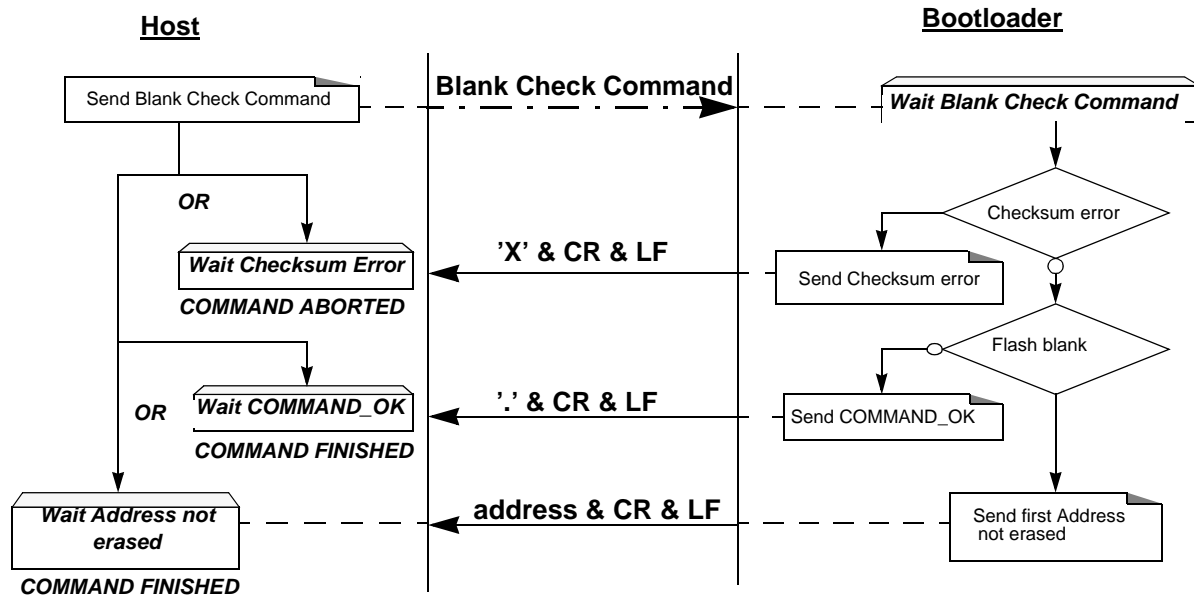 Host
Bootloader
Send Blank Check Command
Blank Check Command
Wait Blank Check Command
OR
Checksum error
Wait Checksum Error
’X’ & CR & LF
Send Checksum error
COMMAND ABORTED
Flash blank
OR
Wait COMMAND_OK
’.’ & CR & LF
Send COMMAND_OK
COMMAND FINISHED
Wait Address not
erased
address & CR & LF
Send first Address
not erased
COMMAND FINISHED